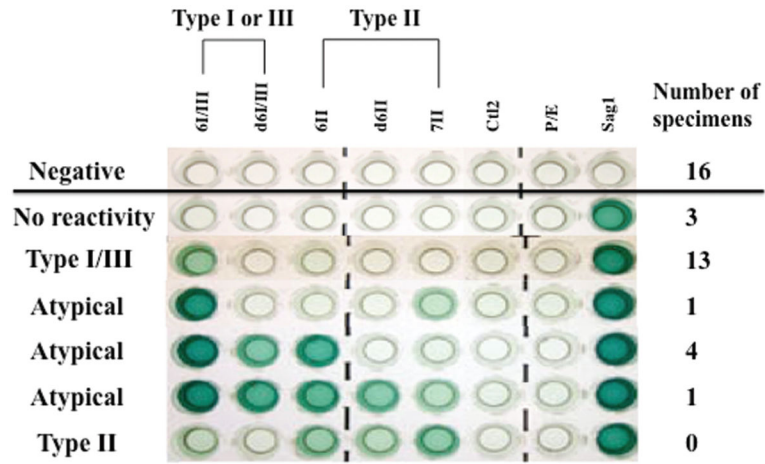 Type I or III Type II
6I/III d6I/III 6II d6II 7II Ctl2 P/E Sag1 Number of
specimens
Negative 16
No reactivity 3
Type I/III 13
Atypical 1
Atypical 4
Atypical 1
Type II 0